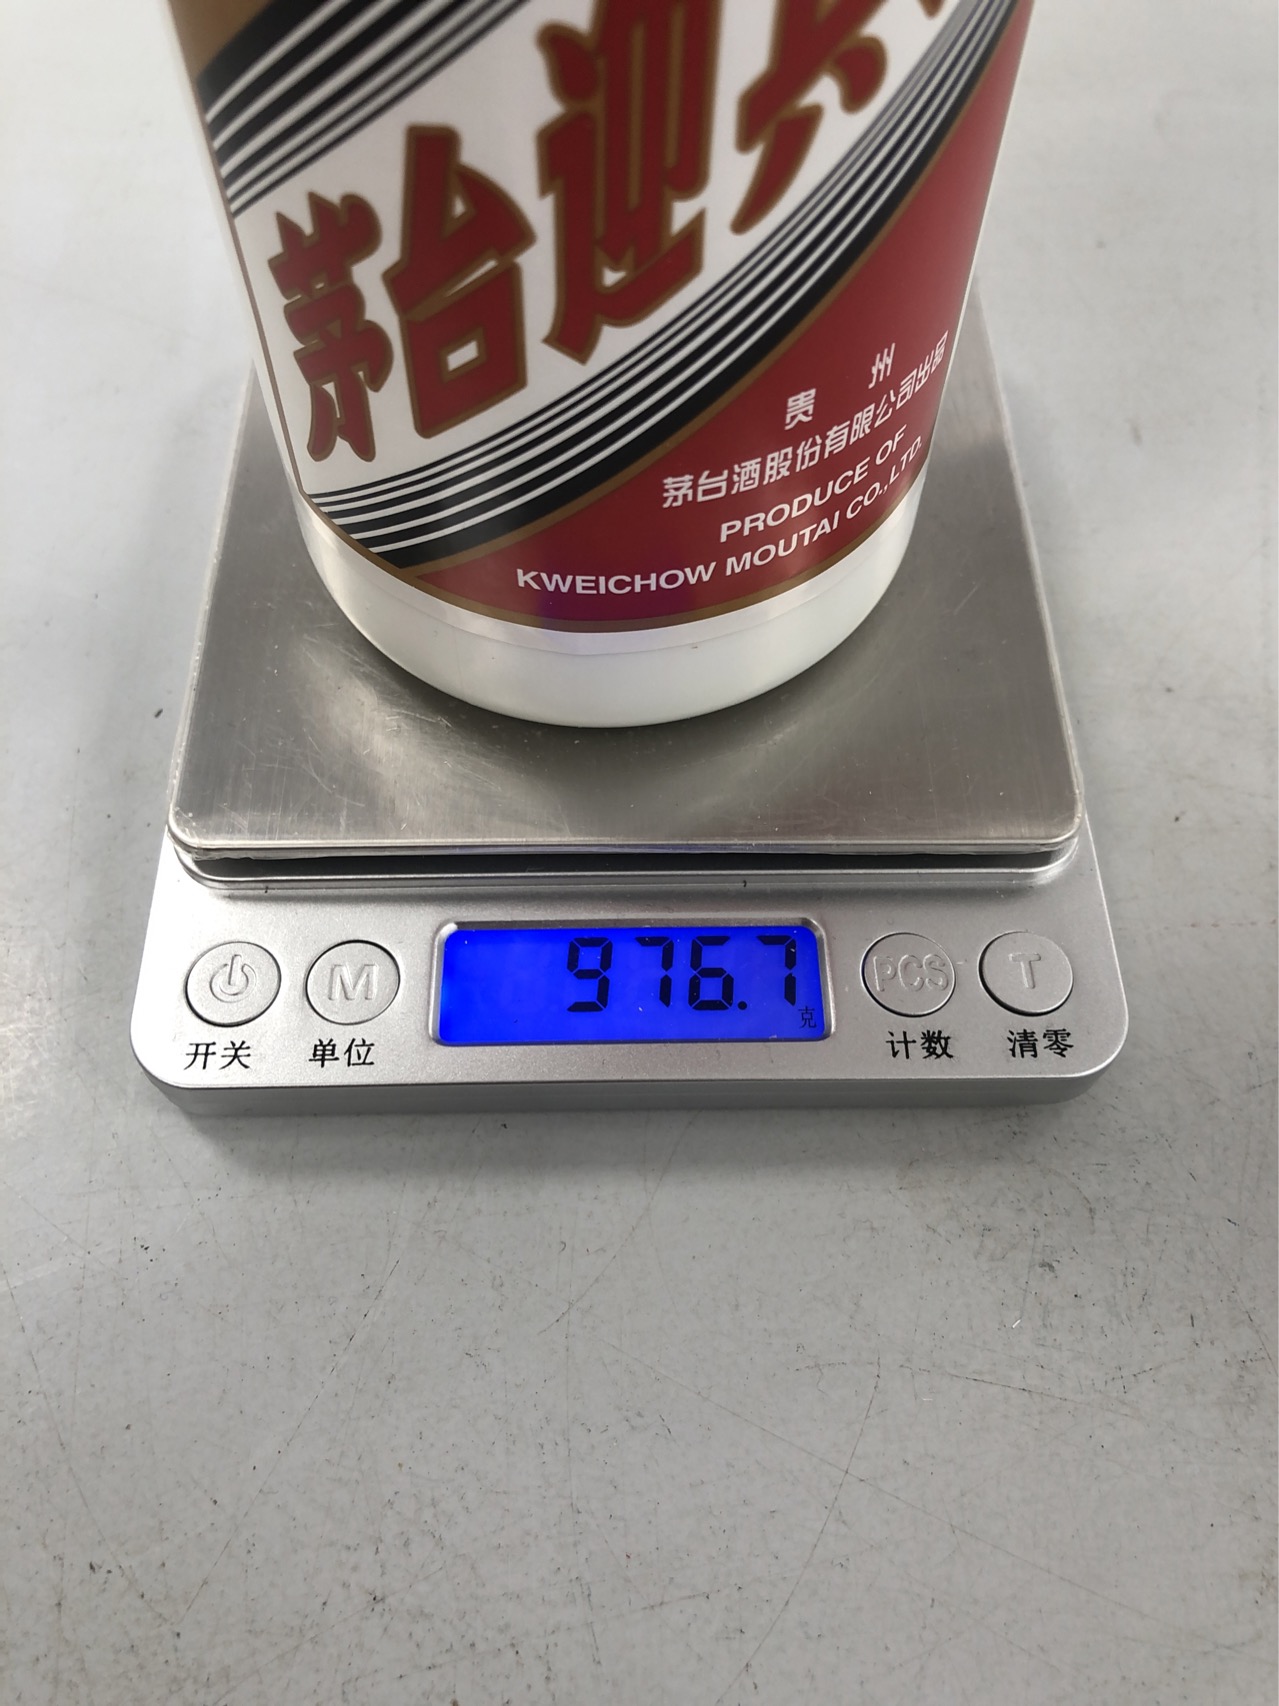 茅台迎宾
贵州
茅台酒股份有限公司出品
PRODUCE OF
KWEICHOW MOUTAI CO.,LTD.
976.7
克
M PCS T
开关 单位 计数 清零